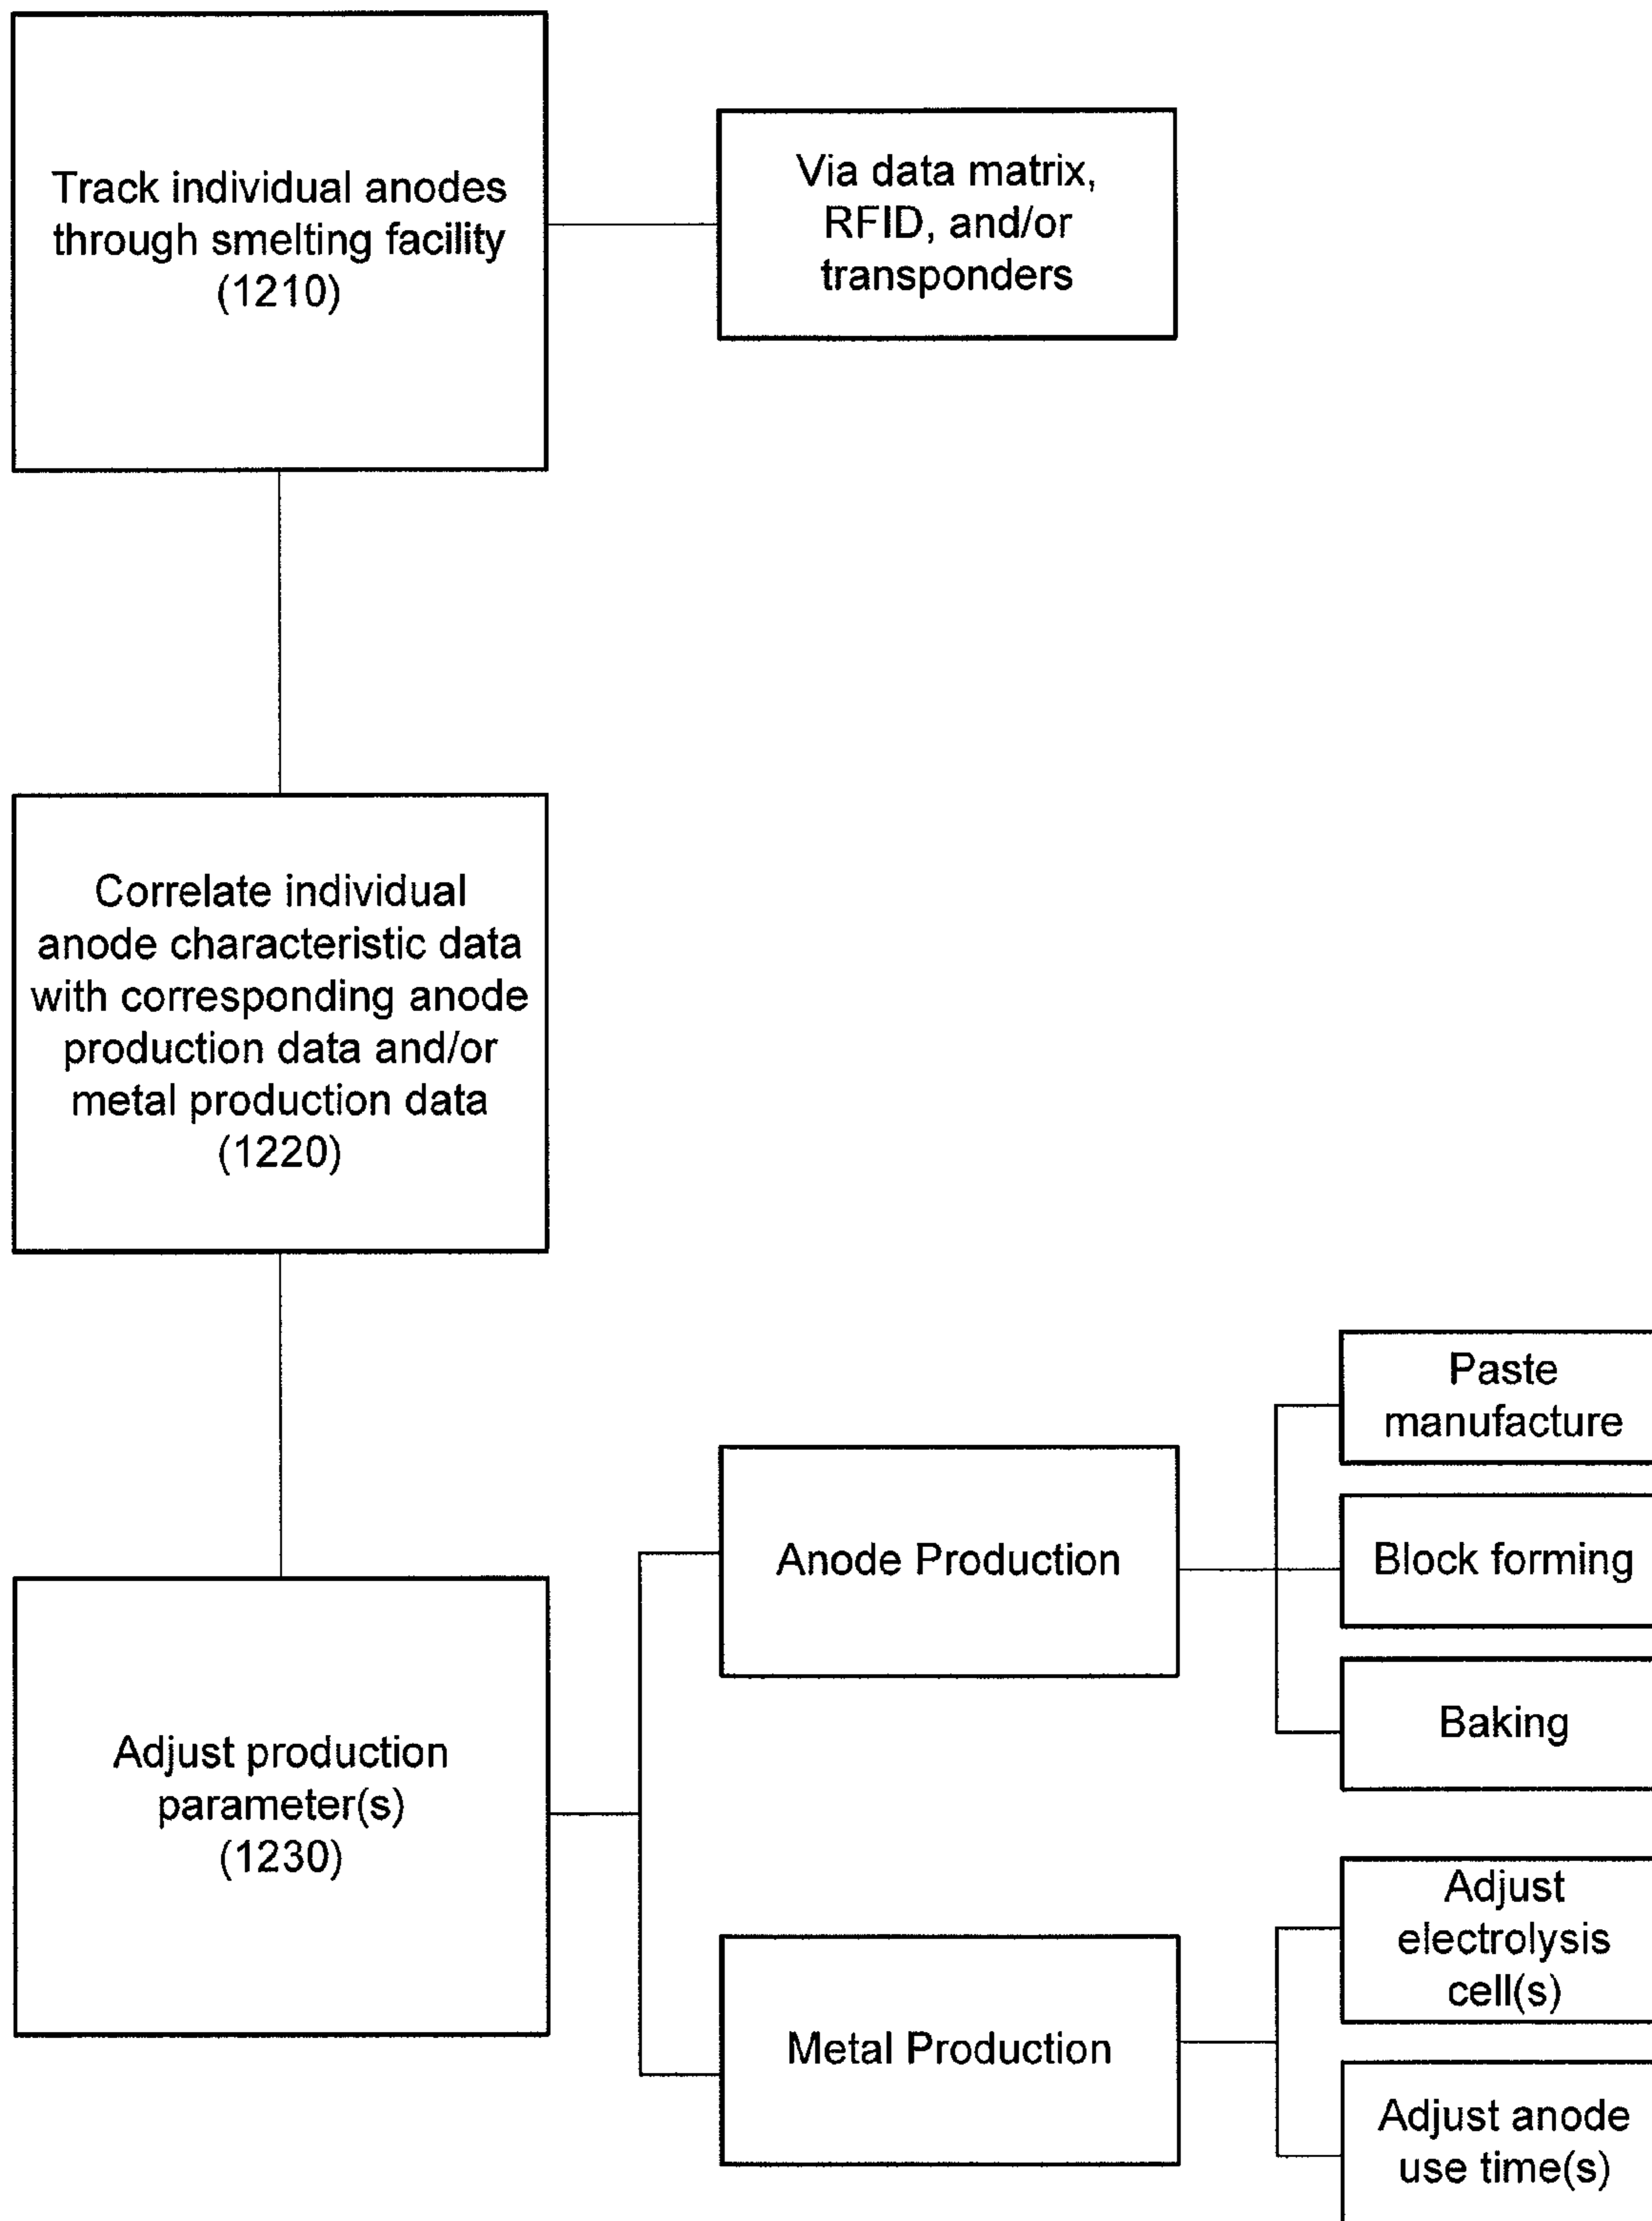 Track individual anodes
through smelting facility
(1210)
Via data matrix,
RFID, and/or
transponders
Correlate individual
anode characteristic data
with corresponding anode
production data and/or
metal production data
(1220)
Adjust production
parameter(s)
(1230)
Anode Production
Paste
manufacture
Block forming
Baking
Metal Production
Adjust
electrolysis
cell(s)
Adjust anode
use time(s)